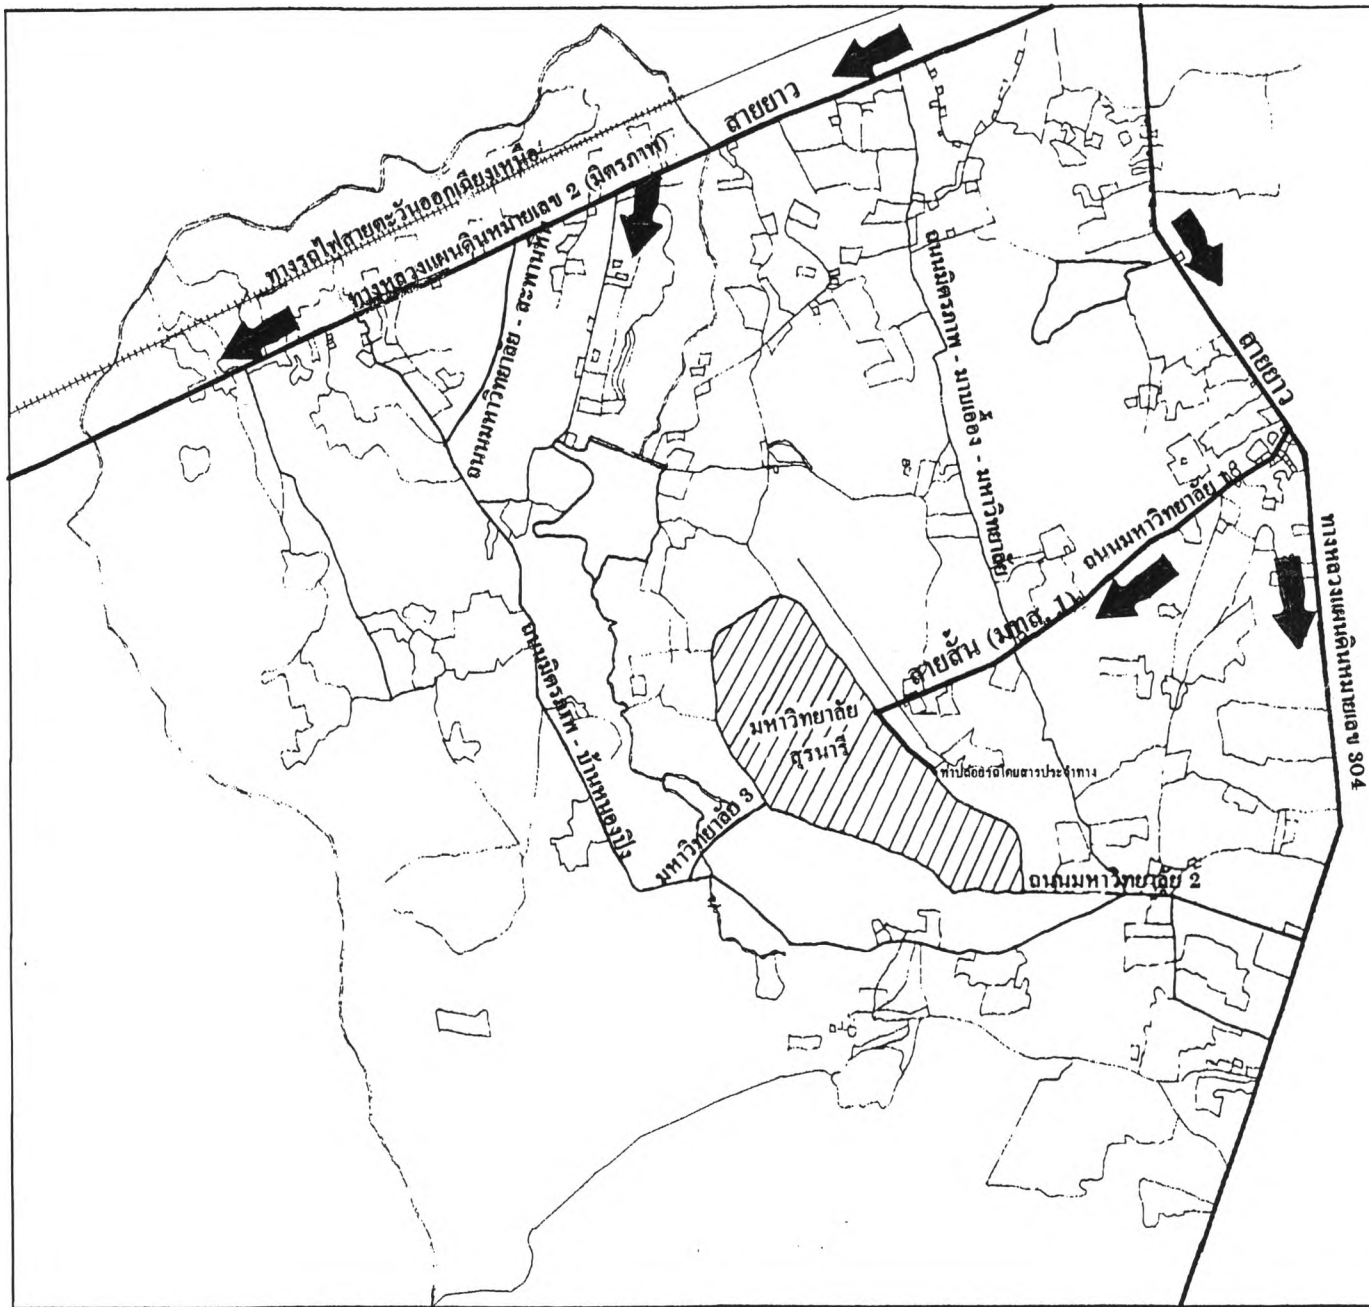 สายยาว
ทางรถไฟสายตะวันออกเฉียงเหนือ
ทางหลวงแผ่นดินหมายเลข 2 (มิตรภาพ)
ถนนมหาวิทยาลัย - สะพานหิน
ถนนมิตรภาพ - มาบเอื้อง - มหาวิทยาลัย
สายยาว
ถนนมหาวิทยาลัย 1
ทางหลวงแผ่นดินหมายเลข 304
สายสั้น (มทส. 1)
ถนนมิตรภาพ - บ้านหนองปิง
มหาวิทยาลัย
สุรนารี
ท่าปล่อยรถโดยสารประจำทาง
มหาวิทยาลัย 3
ถนนมหาวิทยาลัย 2